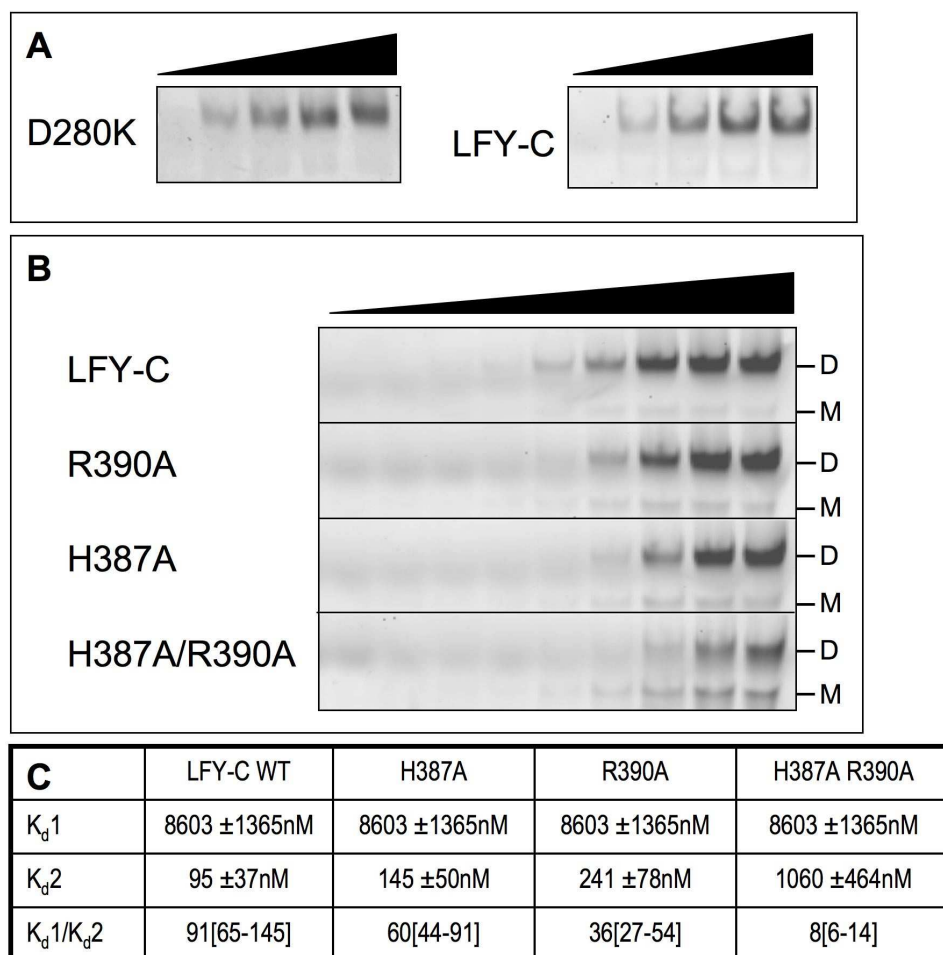 A
D280K
LFY-C
B
LFY-C
D
M
R390A
D
M
H387A
D
M
H387A/R390A
D
M
C LFY-C WT H387A R390A H387A R390A
Kd1 8603 ±1365nM 8603 ±1365nM 8603 ±1365nM 8603 ±1365nM
Kd2 95 ±37nM 145 ±50nM 241 ±78nM 1060 ±464nM
Kd1/Kd2 91[65-145] 60[44-91] 36[27-54] 8[6-14]